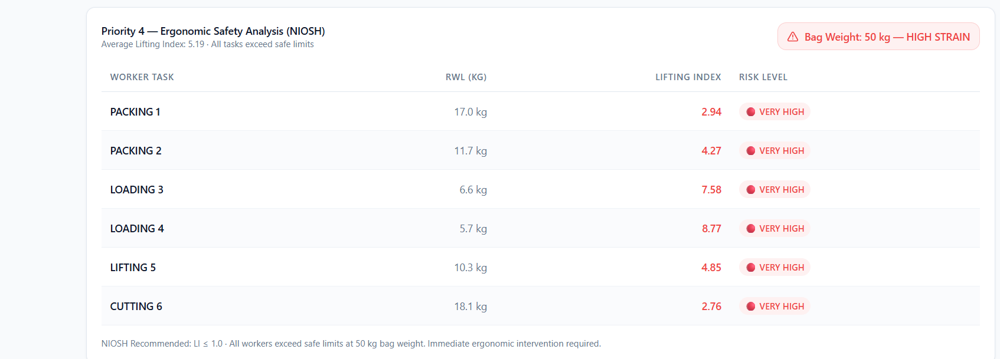 Priority 4 — Ergonomic Safety Analysis (NIOSH)
Average Lifting Index: 5.19 · All tasks exceed safe limits
Bag Weight: 50 kg — HIGH STRAIN
WORKER TASK RWL (KG) LIFTING INDEX RISK LEVEL
PACKING 1 17.0 kg 2.94 VERY HIGH
PACKING 2 11.7 kg 4.27 VERY HIGH
LOADING 3 6.6 kg 7.58 VERY HIGH
LOADING 4 5.7 kg 8.77 VERY HIGH
LIFTING 5 10.3 kg 4.85 VERY HIGH
CUTTING 6 18.1 kg 2.76 VERY HIGH
NIOSH Recommended: LI ≤ 1.0 · All workers exceed safe limits at 50 kg bag weight. Immediate ergonomic intervention required.